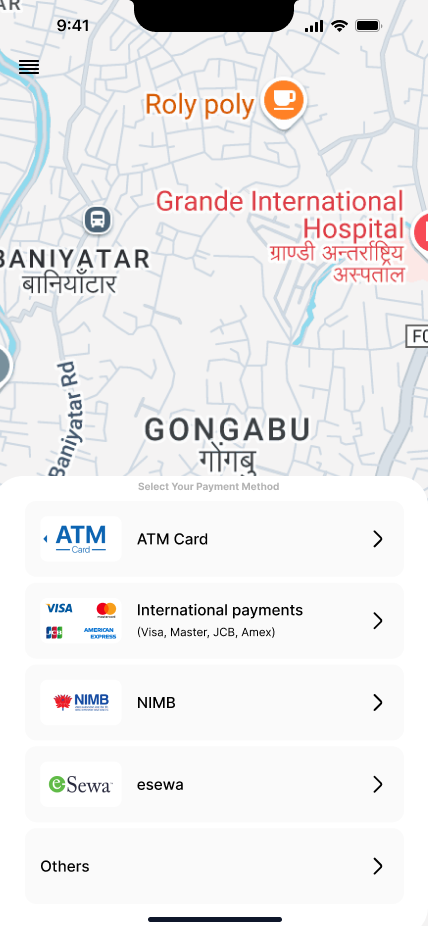 AR
9:41
Roly poly
Grande International
Hospital
ग्राण्डी अन्तर्राष्ट्रिय
अस्पताल
BANIYATAR
बानियाँटार
FO
Baniyatar Rd
GONGABU
गोंगबु
Select Your Payment Method
ATM
Card
ATM Card
VISA
JCB
AMERICAN
EXPRESS
International payments
(Visa, Master, JCB, Amex)
NIMB
NIMB
eSewa
esewa
Others